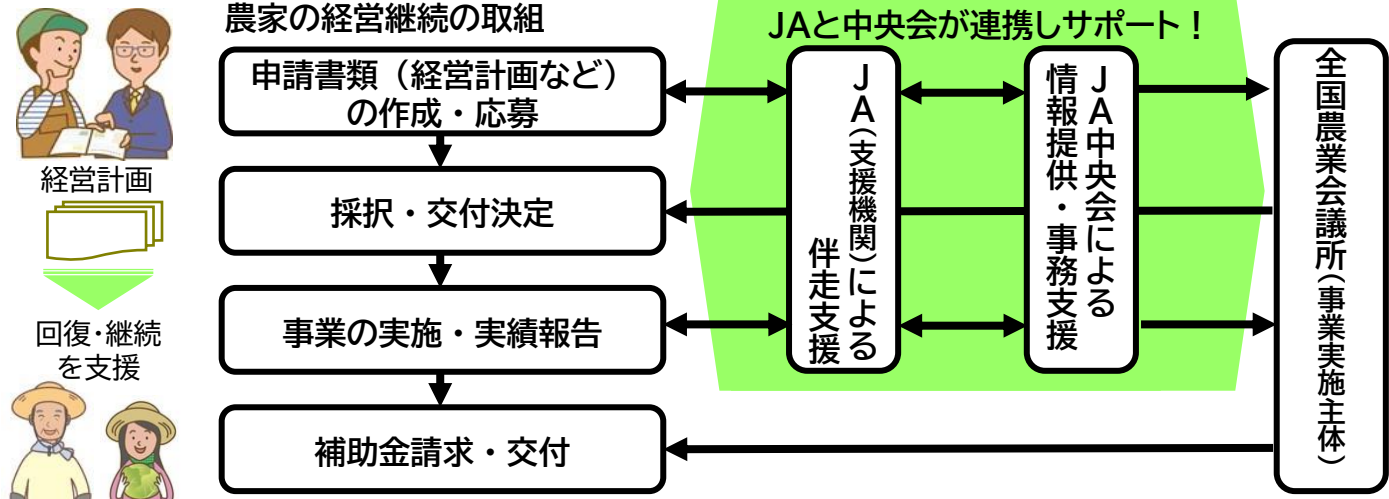 農家の経営継続の取組
JAと中央会が連携しサポート！
申請書類（経営計画など）
の作成・応募
採択・交付決定
事業の実施・実績報告
補助金請求・交付
経営計画
回復・継続
を支援
ＪＡ（支援機関）による
伴走支援
ＪＡ中央会による
情報提供・事務支援
全国農業会議所（事業実施主体）